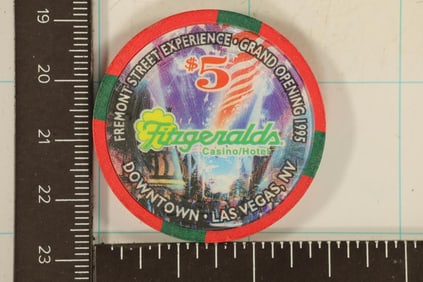 FREMONT STREET EXPERIENCE • GRAND OPENING 1995
$5
Fitzgeralds
Casino/Hotel
DOWNTOWN • LAS VEGAS, NV
19
20
21
22
23